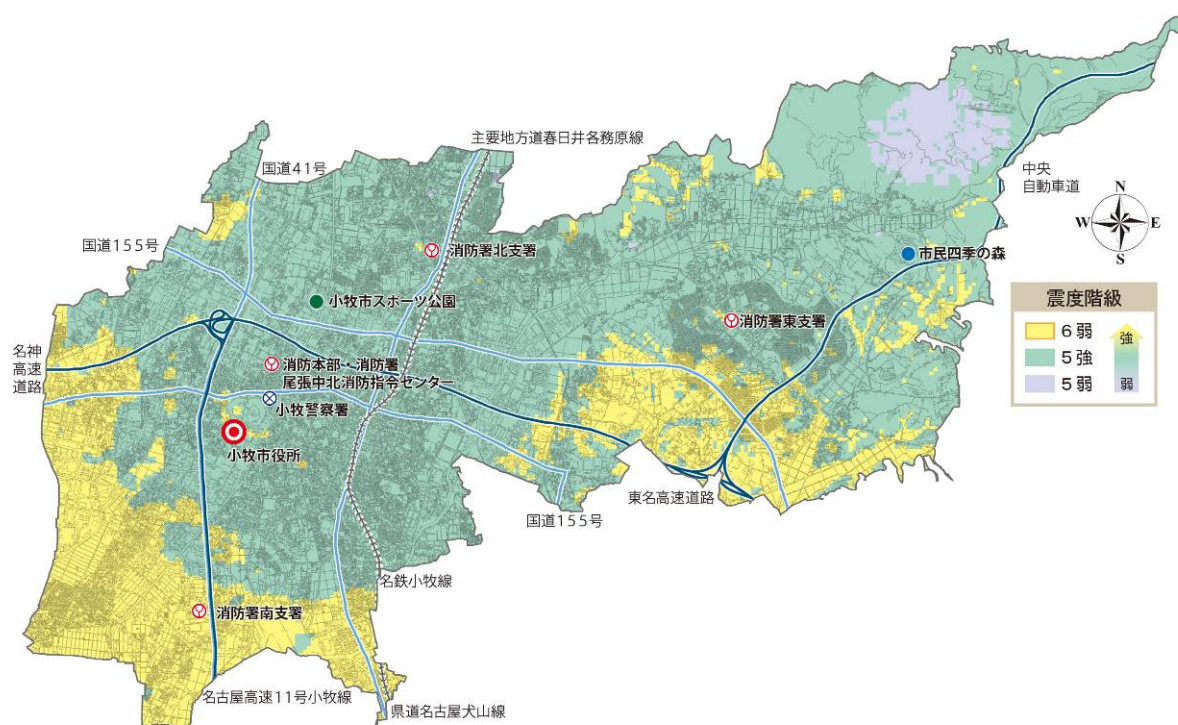 主要地方道春日井各務原線
国道41号
中央
自動車道
N
W
E
S
国道155号
消防署北支署
市民四季の森
小牧市スポーツ公園
震度階級
6弱
5強
5弱
強
弱
消防署東支署
名神
高速
道路
消防本部・消防署
尾張中北消防指令センター
小牧警察署
小牧市役所
東名高速道路
国道155号
名鉄小牧線
消防署南支署
名古屋高速11号小牧線
県道名古屋犬山線